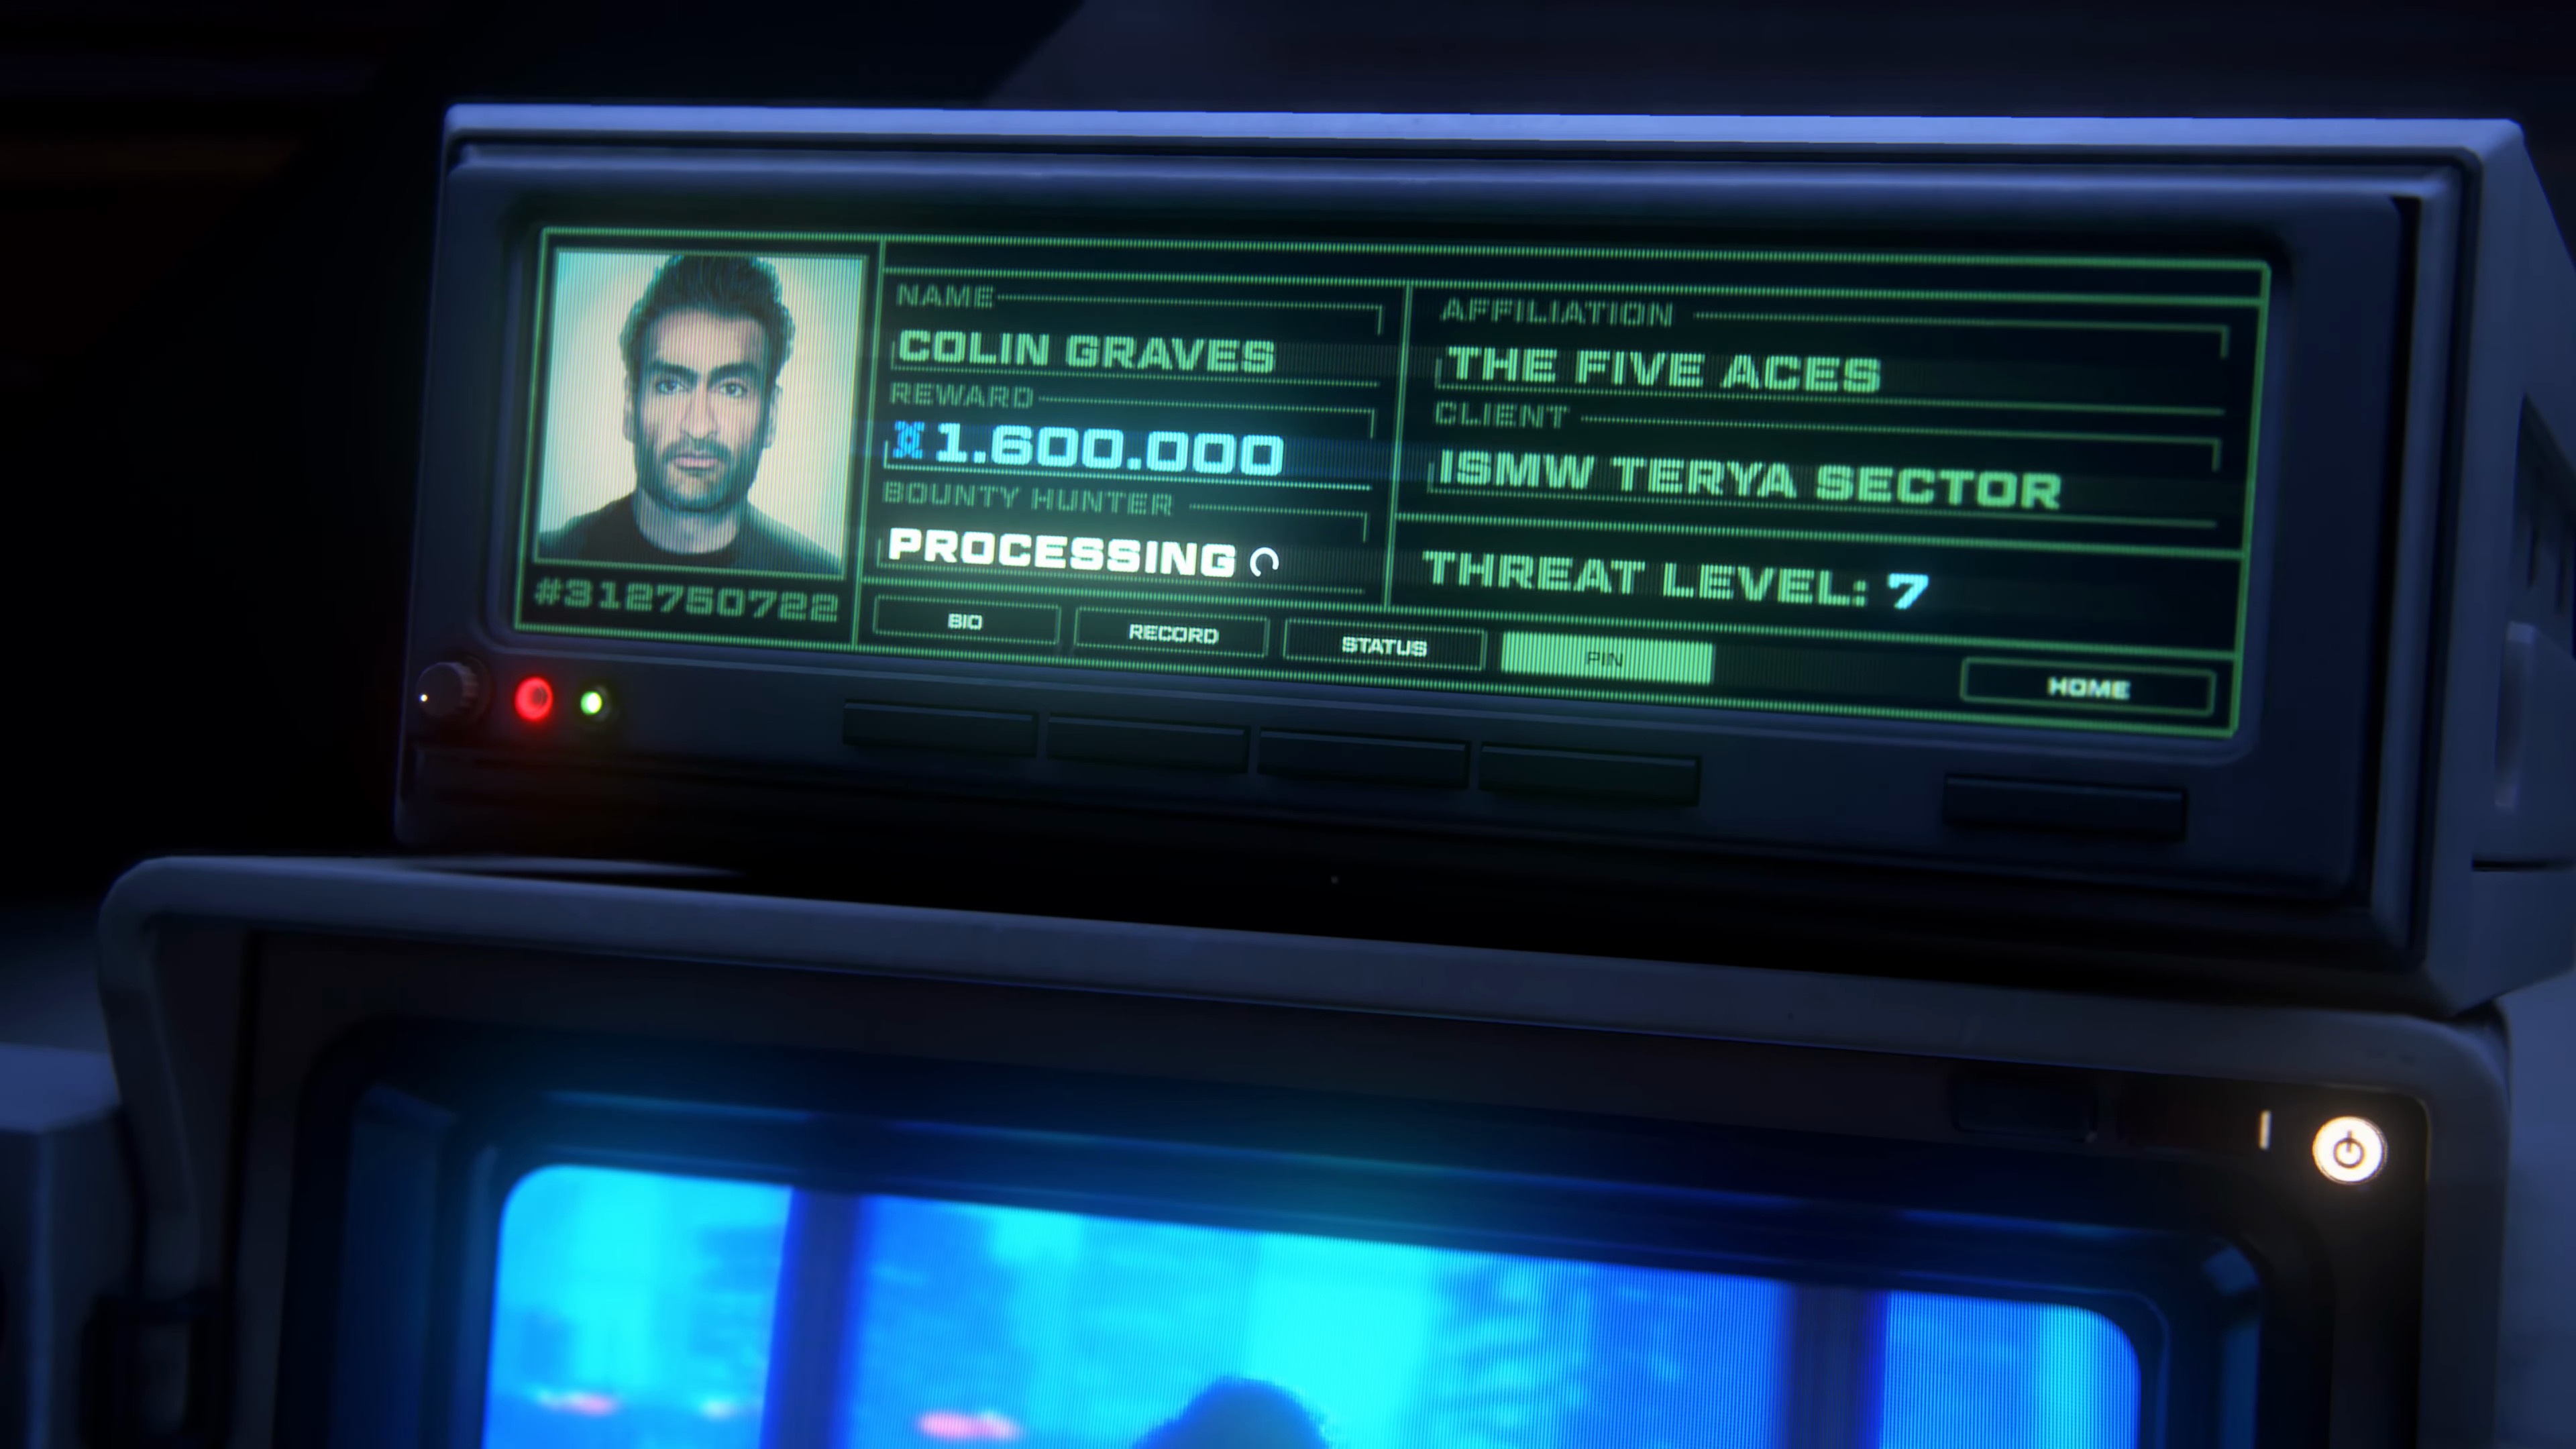 NAME
COLIN GRAVES
REWARD
1.600.000
BOUNTY HUNTER
PROCESSING
#312750722
AFFILIATION
THE FIVE ACES
CLIENT
ISMW TERYA SECTOR
THREAT LEVEL: 7
BIO
RECORD
STATUS
PIN
HOME